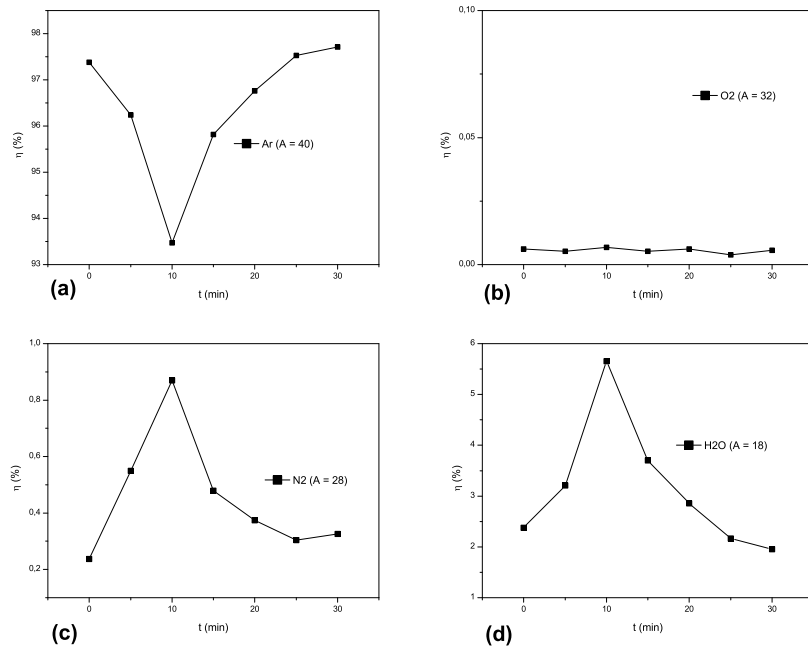 98
97
96
95
94
93
η (%)
Ar (A = 40)
0 10 20 30
t (min)
(a)
0,10
0,05
0,00
η (%)
O2 (A = 32)
0 10 20 30
t (min)
(b)
1,0
0,8
0,6
0,4
0,2
η (%)
N2 (A = 28)
0 10 20 30
t (min)
(c)
6
5
4
3
2
1
η (%)
H2O (A = 18)
0 10 20 30
t (min)
(d)